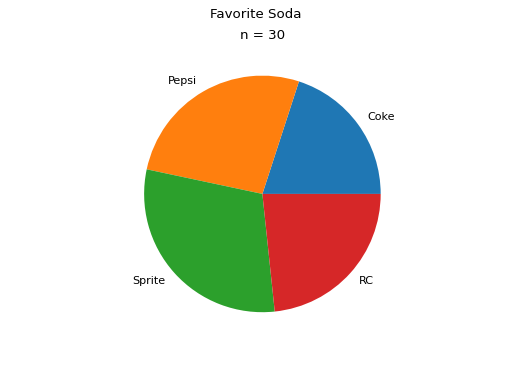 Favorite Soda
n = 30
Pepsi
Coke
Sprite
RC